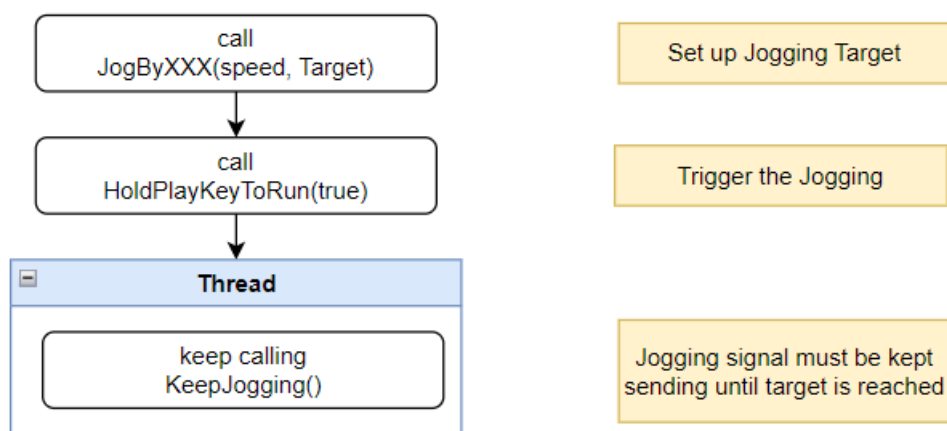 call
JogByXXX(speed, Target)
Set up Jogging Target
call
HoldPlayKeyToRun(true)
Trigger the Jogging
Thread
keep calling
KeepJogging()
Jogging signal must be kept
sending until target is reached